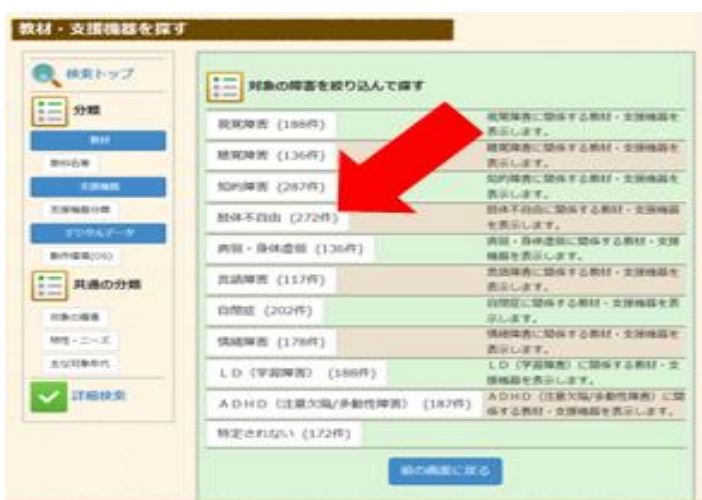 教材・支援機器を探す
検索トップ
分類
教材
教科名等
支援機器
支援機器分類
デジタルデータ
動作環境(OS)
共通の分類
対象の障害
特性・ニーズ
主な対象年代
詳細検索
対象の障害を絞り込んで探す
視覚障害 (188件)
視覚障害に関係する教材・支援機器を
表示します。
聴覚障害 (136件)
聴覚障害に関係する教材・支援機器を
表示します。
知的障害 (287件)
知的障害に関係する教材・支援機器を
表示します。
肢体不自由 (272件)
肢体不自由に関係する教材・支援機器
を表示します。
病弱・身体虚弱 (136件)
病弱・身体虚弱に関係する教材・支援
機器を表示します。
言語障害 (117件)
言語障害に関係する教材・支援機器を
表示します。
自閉症 (202件)
自閉症に関係する教材・支援機器を表
示します。
情緒障害 (178件)
情緒障害に関係する教材・支援機器を
表示します。
ＬＤ（学習障害） (188件)
ＬＤ（学習障害）に関係する教材・支
援機器を表示します。
ＡＤＨＤ（注意欠陥/多動性障害） (187件)
ＡＤＨＤ（注意欠陥/多動性障害）に関
係する教材・支援機器を表示します。
特定されない (172件)
前の画面に戻る